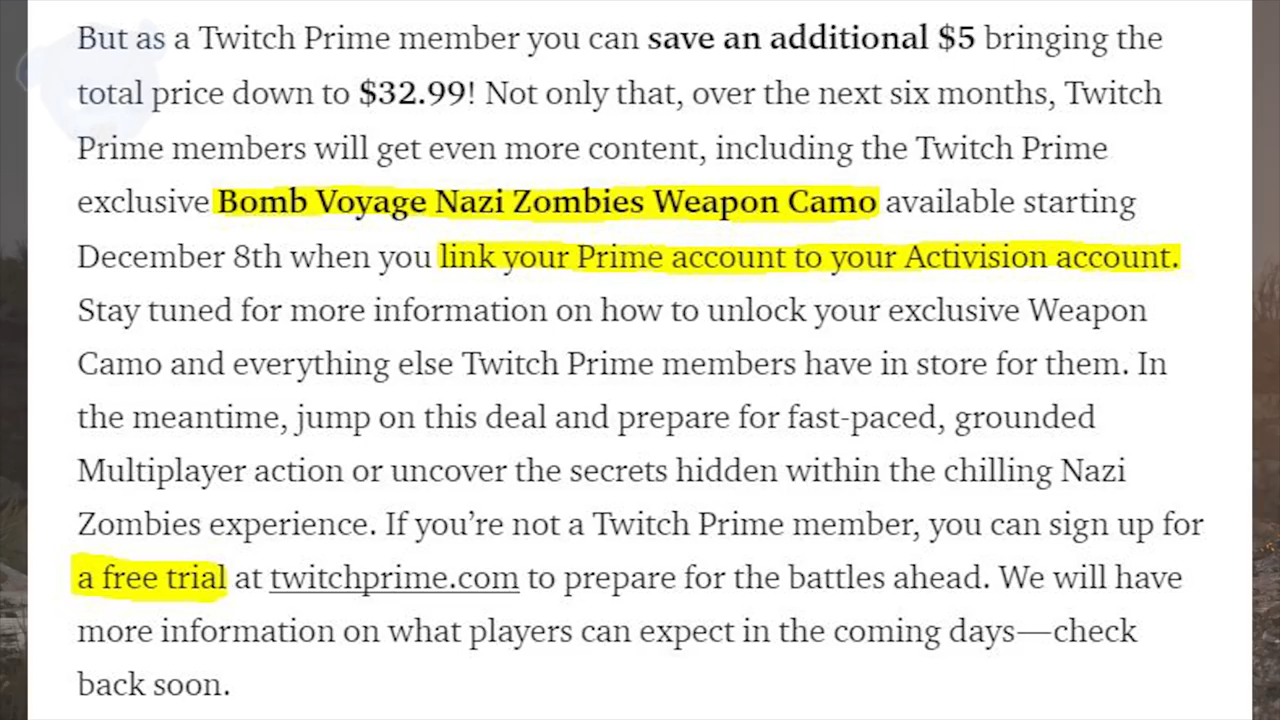 But as a Twitch Prime member you can save an additional $5 bringing the
total price down to $32.99! Not only that, over the next six months, Twitch
Prime members will get even more content, including the Twitch Prime
exclusive Bomb Voyage Nazi Zombies Weapon Camo available starting
December 8th when you link your Prime account to your Activision account.
Stay tuned for more information on how to unlock your exclusive Weapon
Camo and everything else Twitch Prime members have in store for them. In
the meantime, jump on this deal and prepare for fast-paced, grounded
Multiplayer action or uncover the secrets hidden within the chilling Nazi
Zombies experience. If you’re not a Twitch Prime member, you can sign up for
a free trial at twitchprime.com to prepare for the battles ahead. We will have
more information on what players can expect in the coming days—check
back soon.